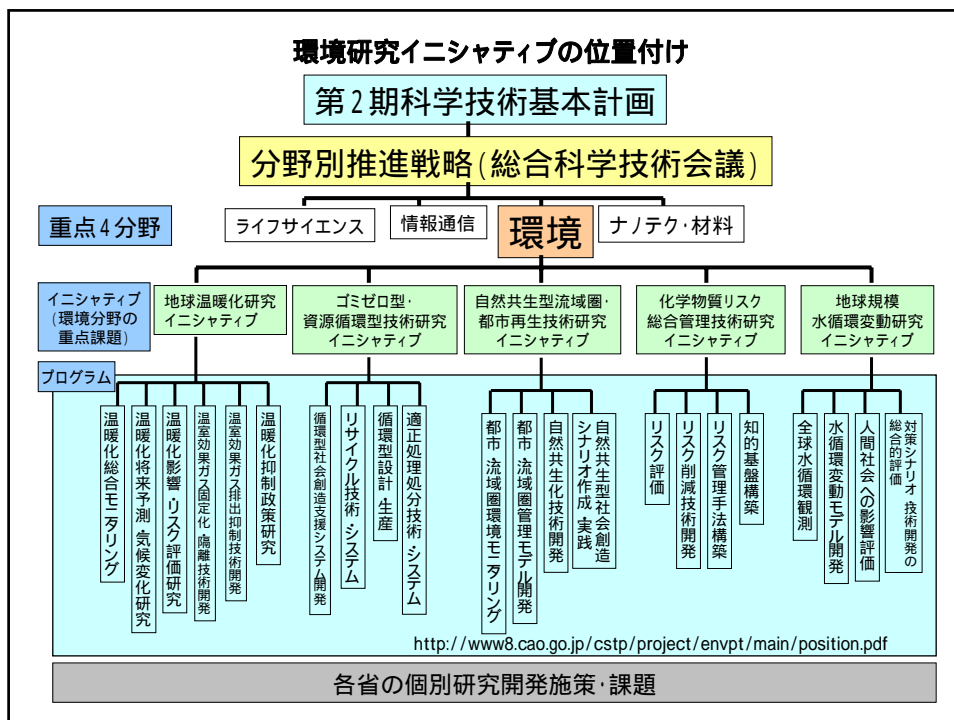 環境研究イニシャティブの位置付け
第2期科学技術基本計画
分野別推進戦略(総合科学技術会議)
重点4分野
ライフサイエンス
情報通信
環境
ナノテク・材料
イニシャティブ
(環境分野の
重点課題)
地球温暖化研究
イニシャティブ
ゴミゼロ型・
資源循環型技術研究
イニシャティブ
自然共生型流域圏・
都市再生技術研究
イニシャティブ
化学物質リスク
総合管理技術研究
イニシャティブ
地球規模
水循環変動研究
イニシャティブ
プログラム
温暖化総合モニタリング
温暖化将来予測・気候変化研究
温暖化影響・リスク評価研究
温室効果ガス固定化・隔離技術開発
温室効果ガス排出抑制技術開発
温暖化抑制政策研究
循環型社会創造支援システム開発
リサイクル技術・システム
循環型設計・生産
適正処理処分技術・システム
都市・流域圏環境モニタリング
都市・流域圏管理モデル開発
自然共生化技術開発
自然共生型社会創造
シナリオ作成・実践
リスク評価
リスク削減技術開発
リスク管理手法構築
知的基盤構築
全球水循環観測
水循環変動モデル開発
人間社会への影響評価
対策シナリオ・技術開発の
総合的評価
http://www8.cao.go.jp/cstp/project/envpt/main/position.pdf
各省の個別研究開発施策・課題